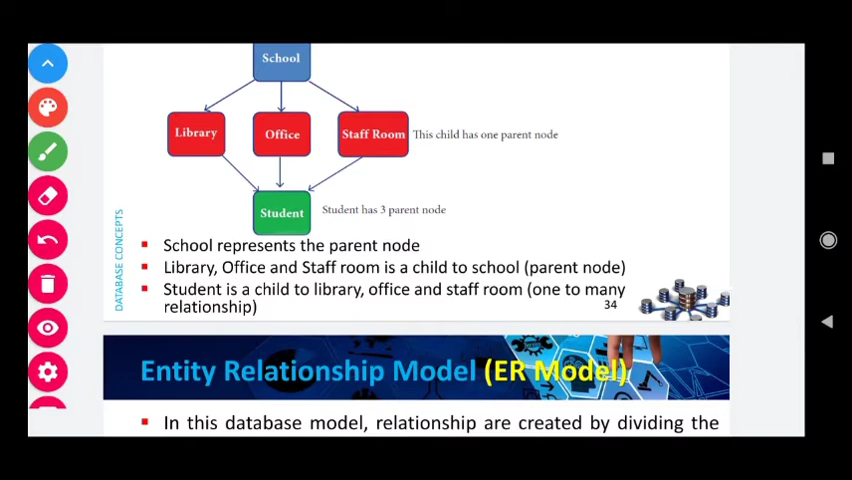 School
Library
Office
Staff Room
This child has one parent node
Student
Student has 3 parent node
DATABASE CONCEPTS
▪ School represents the parent node
▪ Library, Office and Staff room is a child to school (parent node)
▪ Student is a child to library, office and staff room (one to many
relationship)
34
Entity Relationship Model (ER Model)
▪ In this database model, relationship are created by dividing the